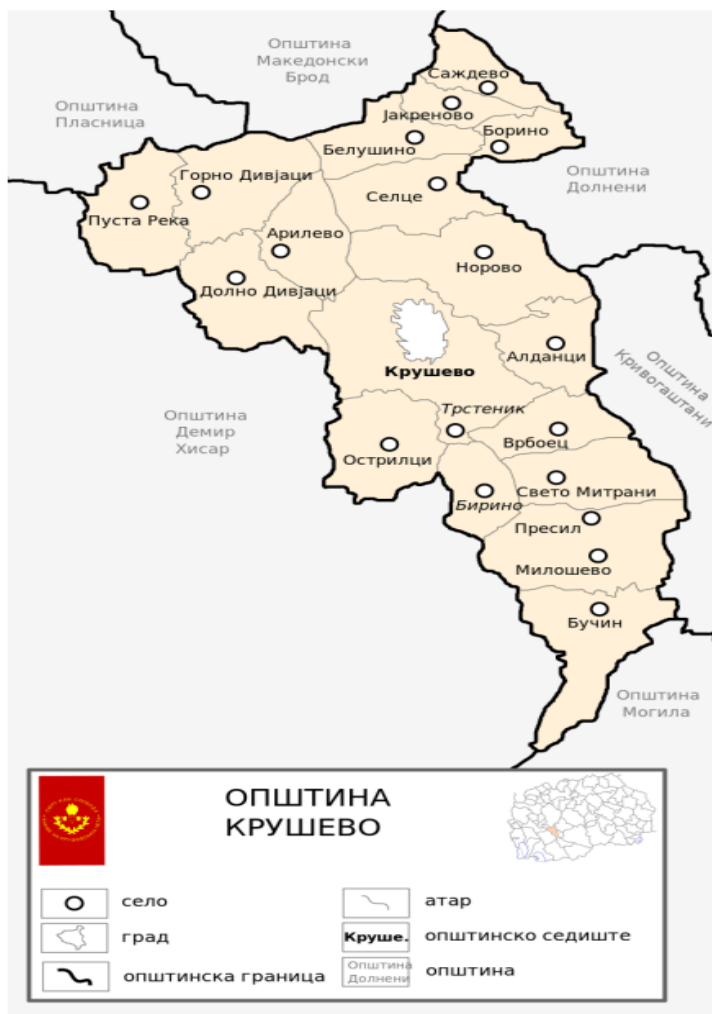 Општина
Македонски
Брод
Општина
Пласница
Саждево
Јакреново
Борино
Белушино
Општина
Долнени
Горно Дивјаци
Селце
Пуста Река
Арилево
Норово
Долно Дивјаци
Алданци
Крушево
Општина
Кривогаштани
Општина
Демир
Хисар
Трстеник
Врбоец
Острилци
Свето Митрани
Бирино
Пресил
Милошево
Бучин
Општина
Могила
ОПШТИНА
КРУШЕВО
село
атар
град
Круше.
општинско седиште
општинска граница
Општина
Долнени
општина